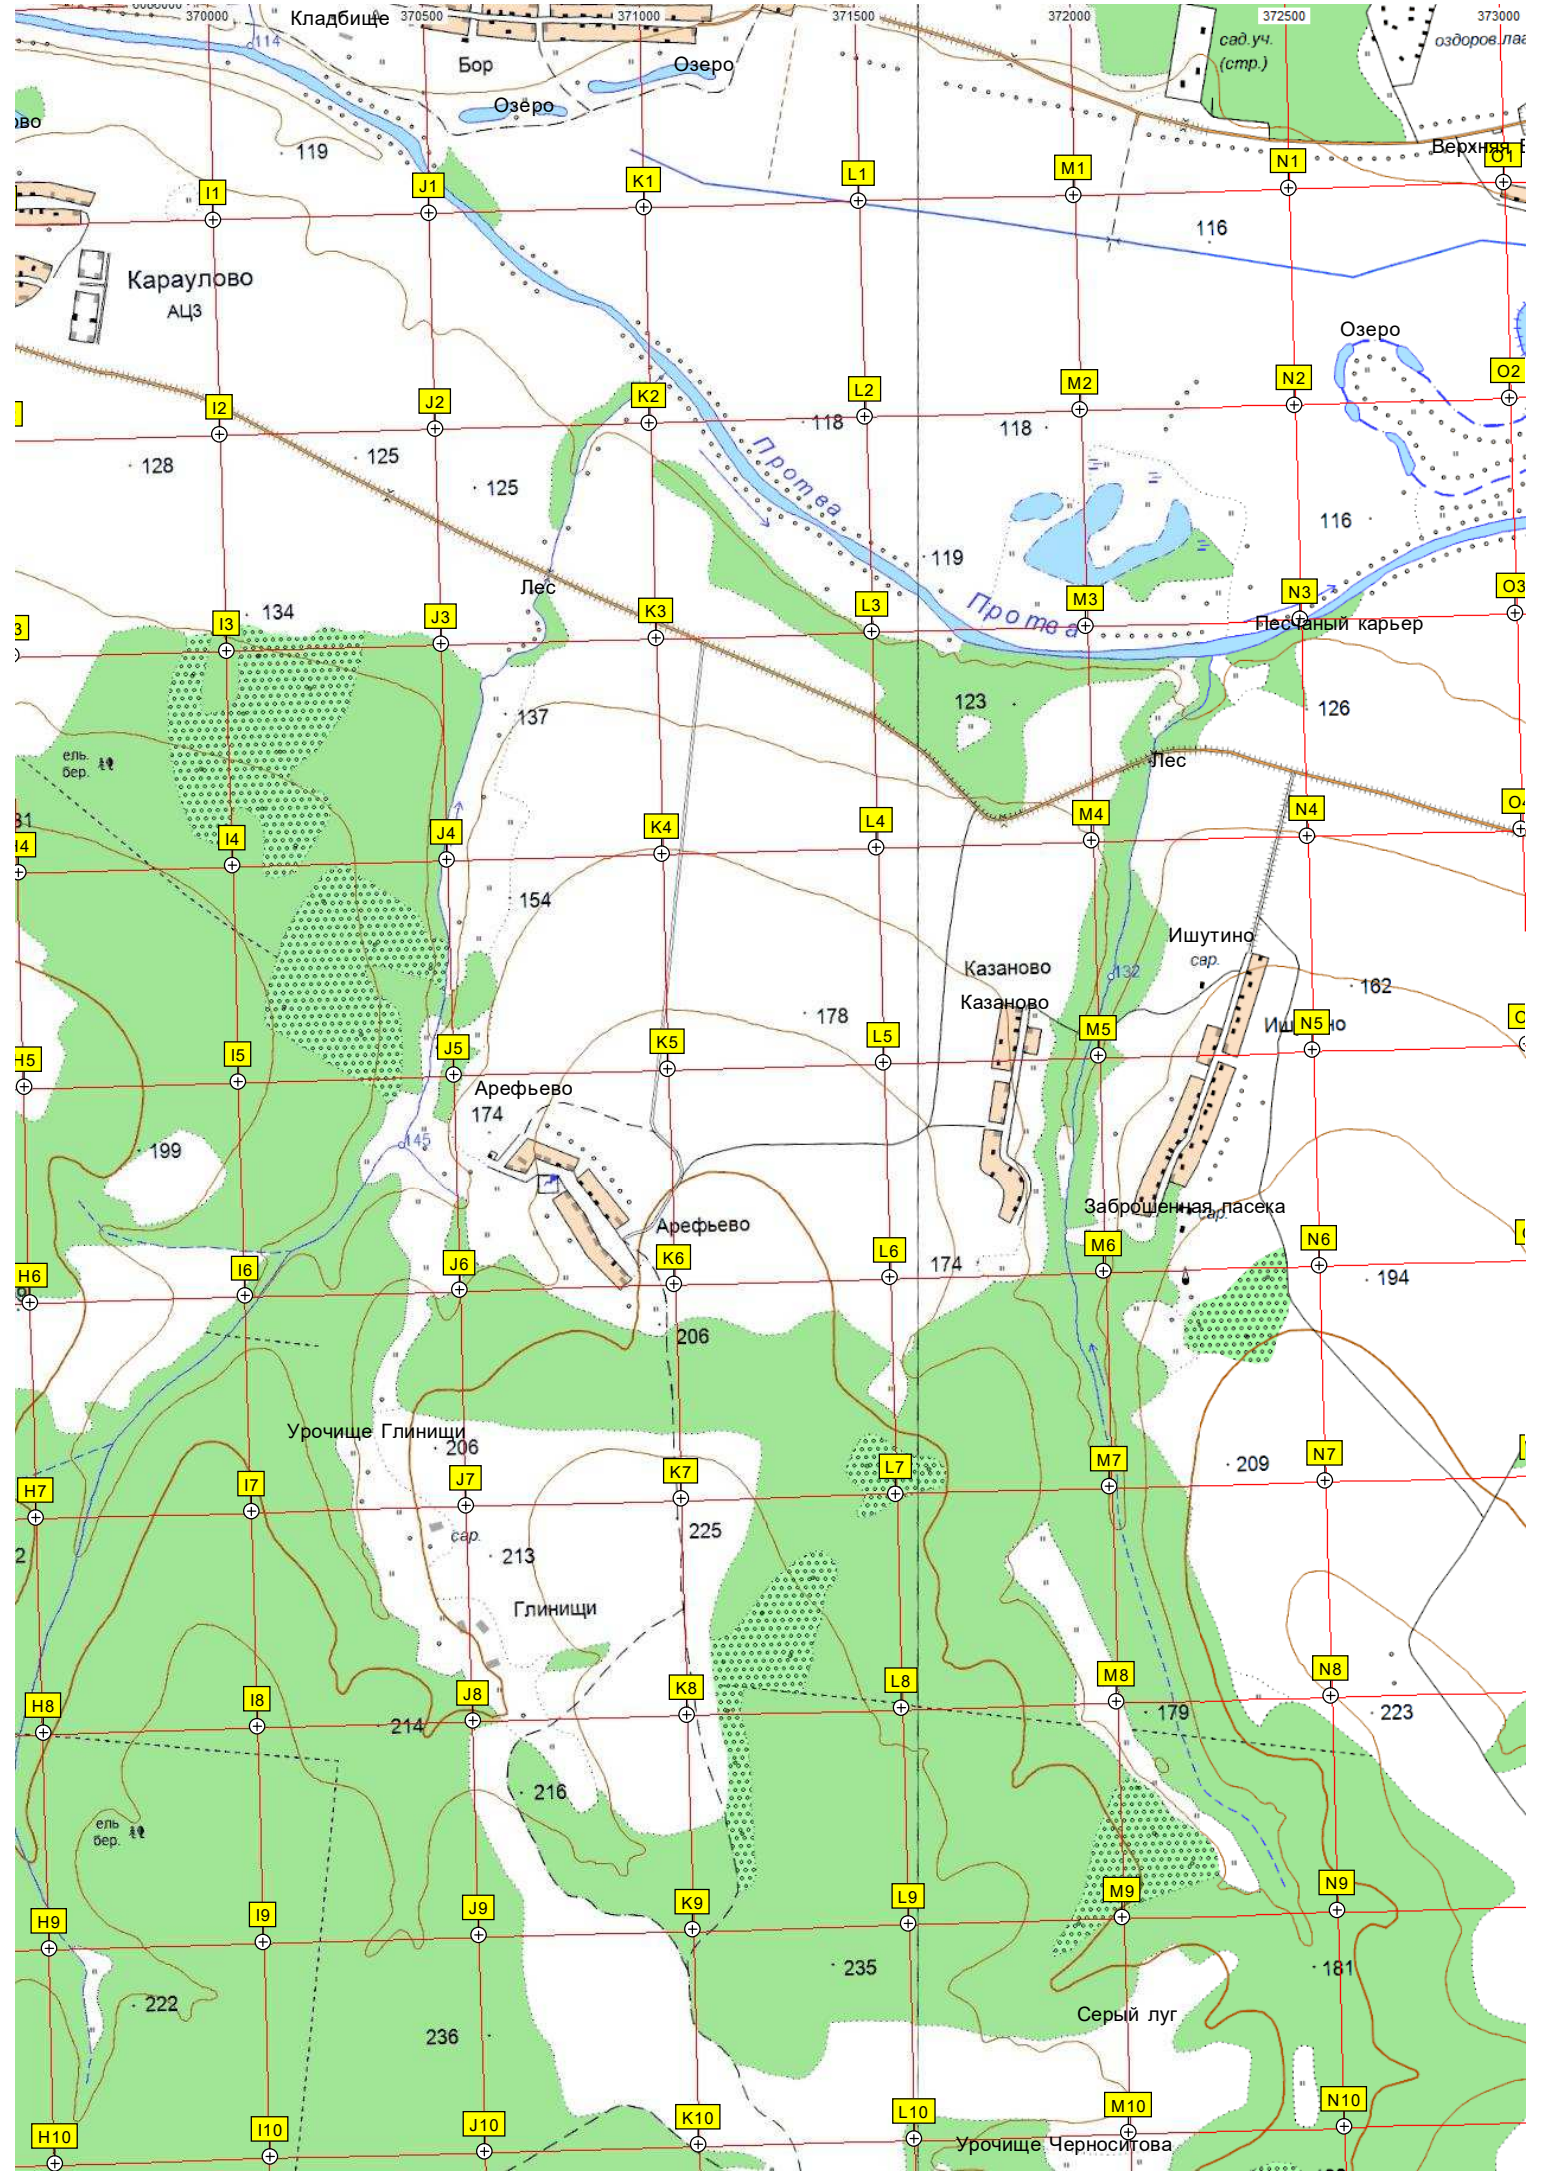 370000
370500
371000
371500
372000
372500
373000
Кладбище
114
Бор
Озеро
Озеро
сад.уч.
(стр.)
оздоров.лаг
ово
119
Верхняя
I1
J1
K1
L1
M1
N1
O1
116
Караулово
АЦЗ
Озеро
I2
J2
K2
L2
M2
N2
O2
128
125
125
118
118
Протва
116
119
Лес
134
I3
J3
K3
L3
Протва
M3
N3
O3
Песчаный карьер
137
123
126
ель.
бер.
Лес
81
H4
I4
J4
K4
L4
M4
N4
154
Ишутино
сар.
Казаново
132
162
Казаново
178
H5
I5
J5
K5
L5
M5
N5
Арефьево
174
145
199
Арефьево
Заброшенная пасека
сар.
H6
I6
J6
K6
L6
174
M6
N6
194
206
Урочище Глинищи
206
H7
I7
J7
K7
L7
M7
209
N7
225
сар.
213
2
Глинищи
H8
I8
J8
K8
L8
M8
N8
214
179
223
216
ель
бер.
H9
I9
J9
K9
L9
M9
N9
235
181
222
236
Серый луг
H10
I10
J10
K10
L10
M10
N10
Урочище Черноситова